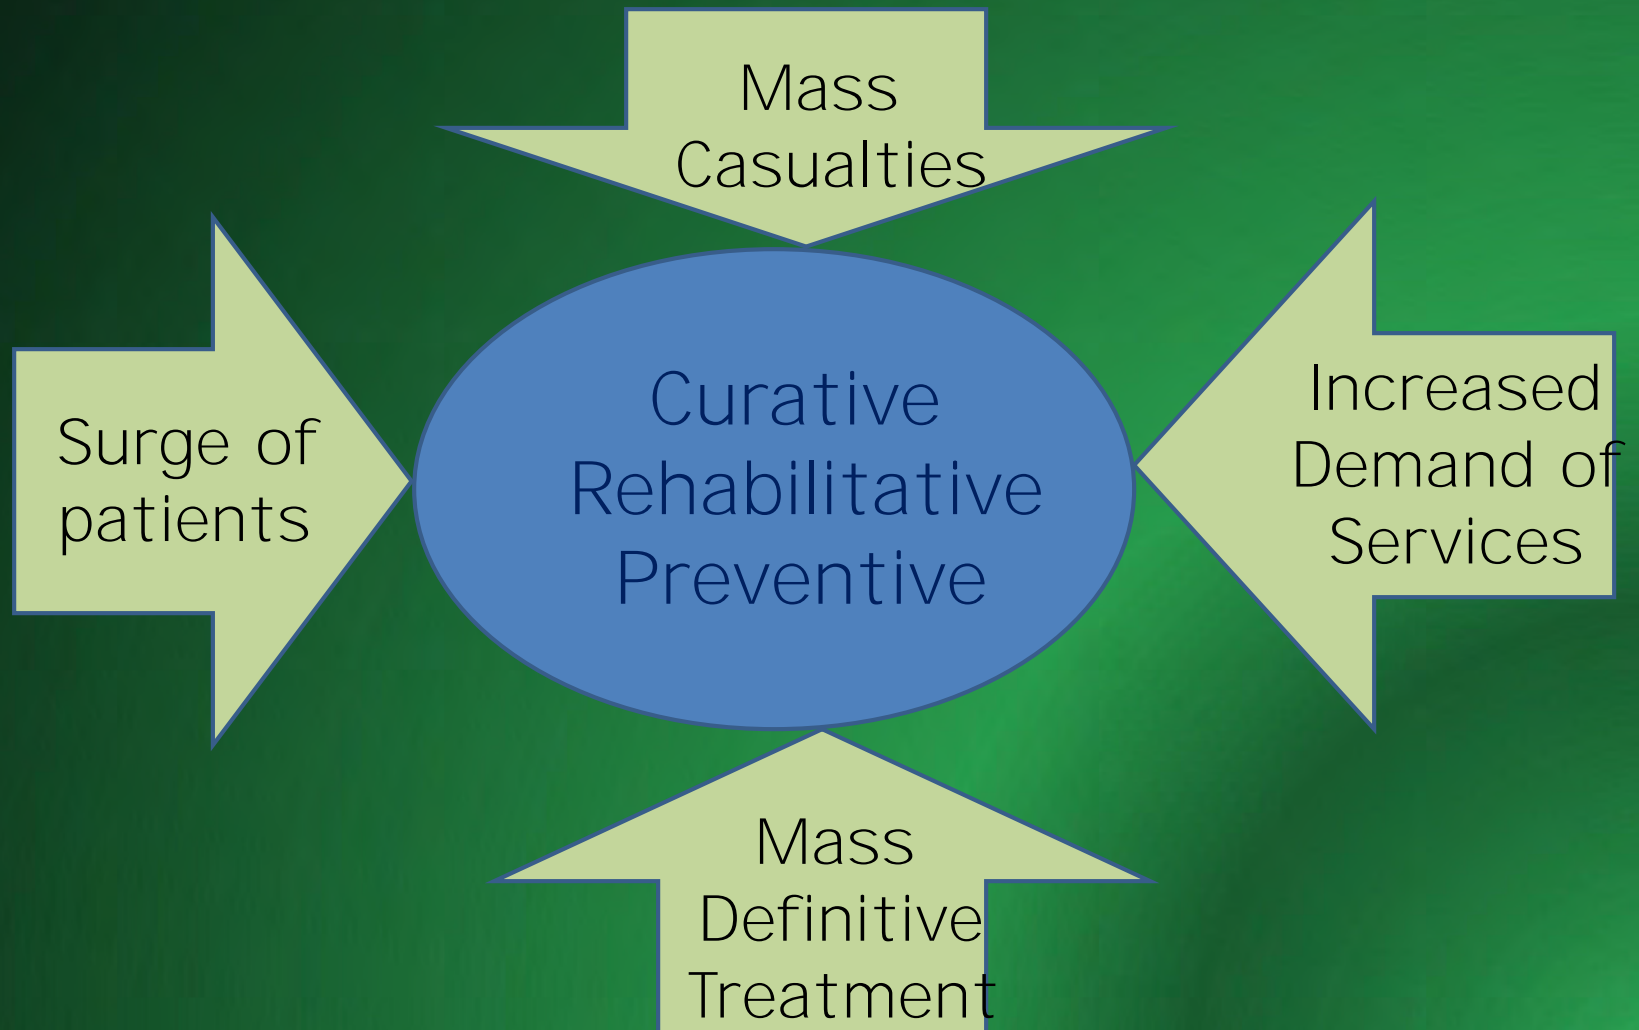 Mass
Casualties
Surge of
patients
Curative
Rehabilitative
Preventive
Increased
Demand of
Services
Mass
Definitive
Treatment